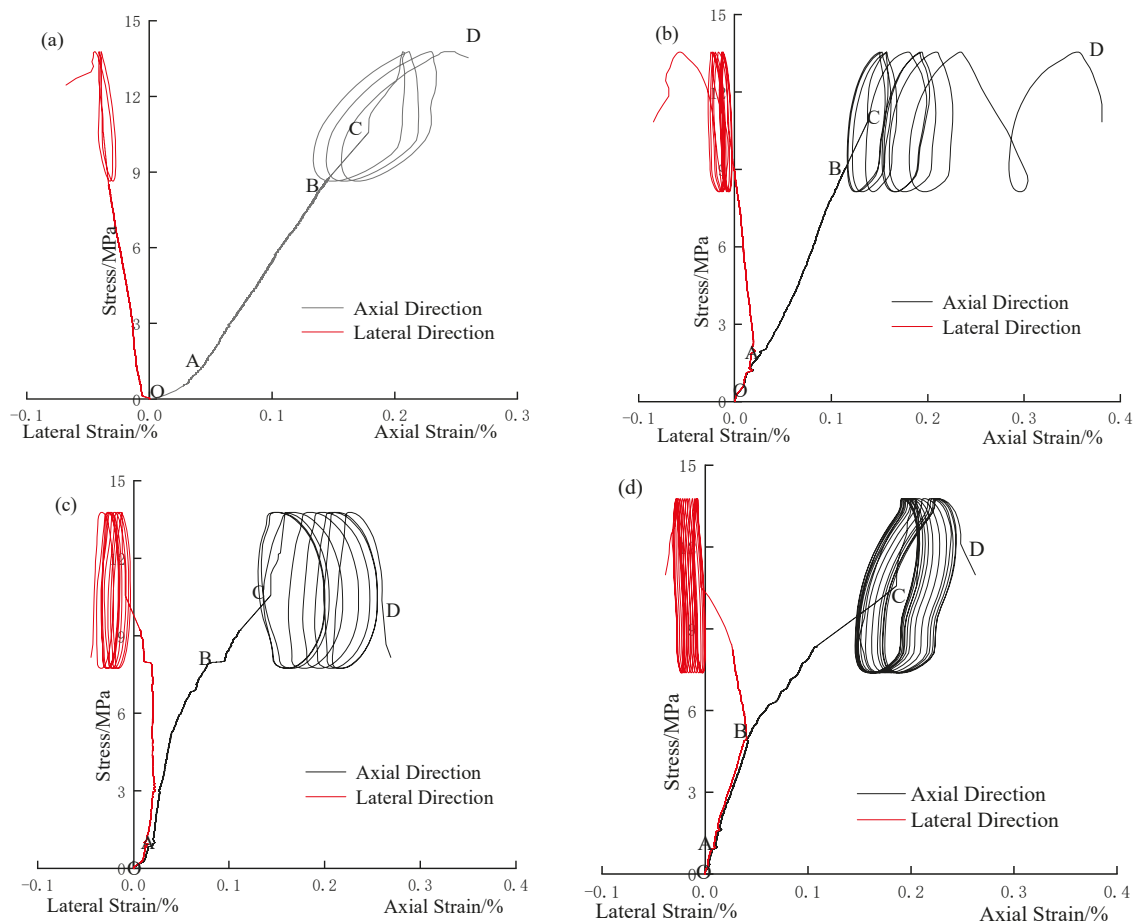 (a)
15
12
9
6
3
0
Stress/MPa
O
A
B
C
D
Axial Direction
Lateral Direction
-0.1
0.0
0.1
0.2
0.3
Lateral Strain/%
Axial Strain/%
(b)
15
12
9
6
3
0
Stress/MPa
O
A
B
C
D
Axial Direction
Lateral Direction
-0.1
0.0
0.1
0.2
0.3
0.4
Lateral Strain/%
Axial Strain/%
(c)
15
12
9
6
3
0
Stress/MPa
O
A
B
C
D
Axial Direction
Lateral Direction
-0.1
0.0
0.1
0.2
0.3
0.4
Lateral Strain/%
Axial Strain/%
(d)
15
12
9
6
3
0
Stress/MPa
O
A
B
C
D
Axial Direction
Lateral Direction
-0.1
0.0
0.1
0.2
0.3
0.4
Lateral Strain/%
Axial Strain/%